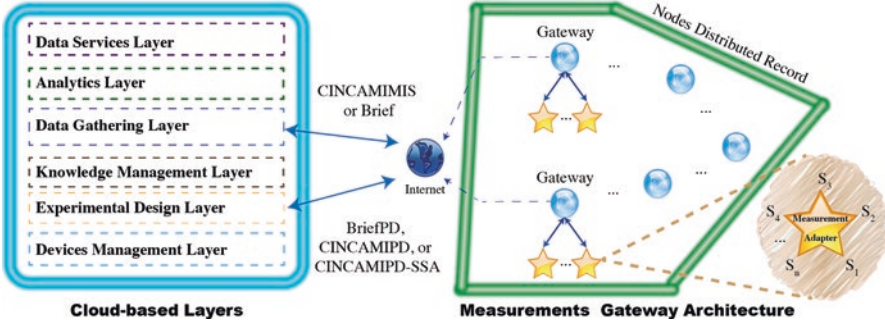 Data Services Layer
Analytics Layer
Data Gathering Layer
Knowledge Management Layer
Experimental Design Layer
Devices Management Layer
Cloud-based Layers
CINCAMIMIS
or Brief
Internet
BriefPD,
CINCAMIPD, or
CINCAMIPD-SSA
Gateway
...
...
...
Gateway
...
...
...
Nodes Distributed Record
S3
S4
S2
Measurement
...
Adapter
Sn
S1
Measurements Gateway Architecture